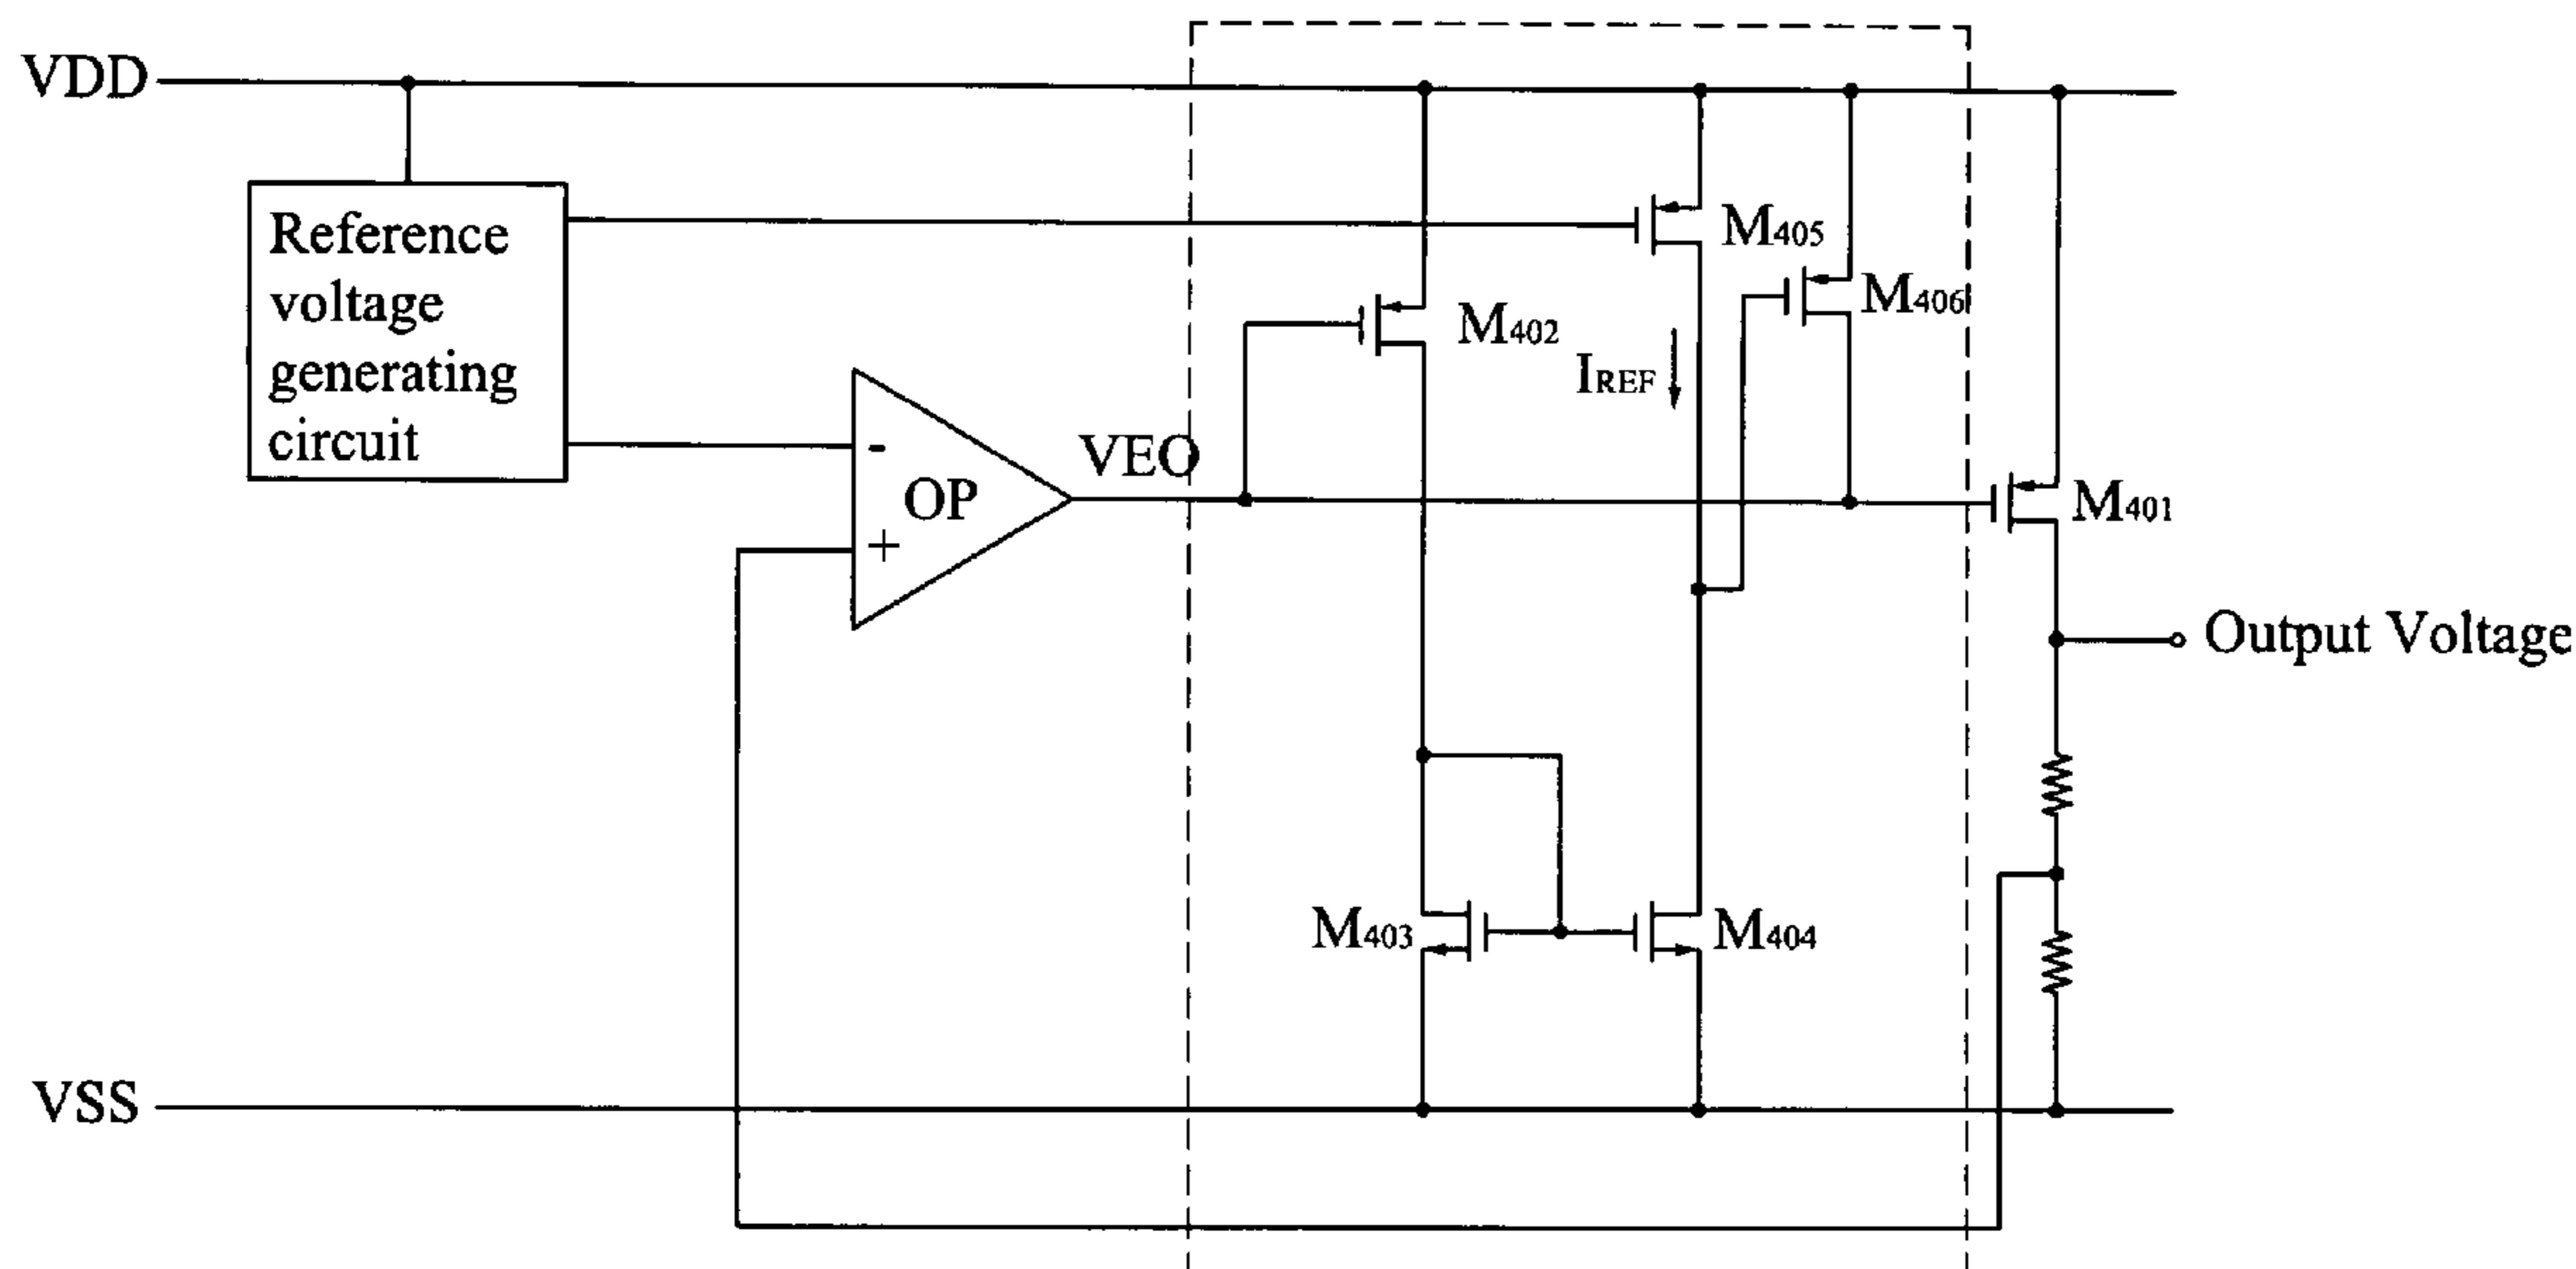 VDD
Reference
voltage
generating
circuit
M405
M406
M402
IREF
VEO
-
OP
+
M401
Output Voltage
M403
M404
VSS